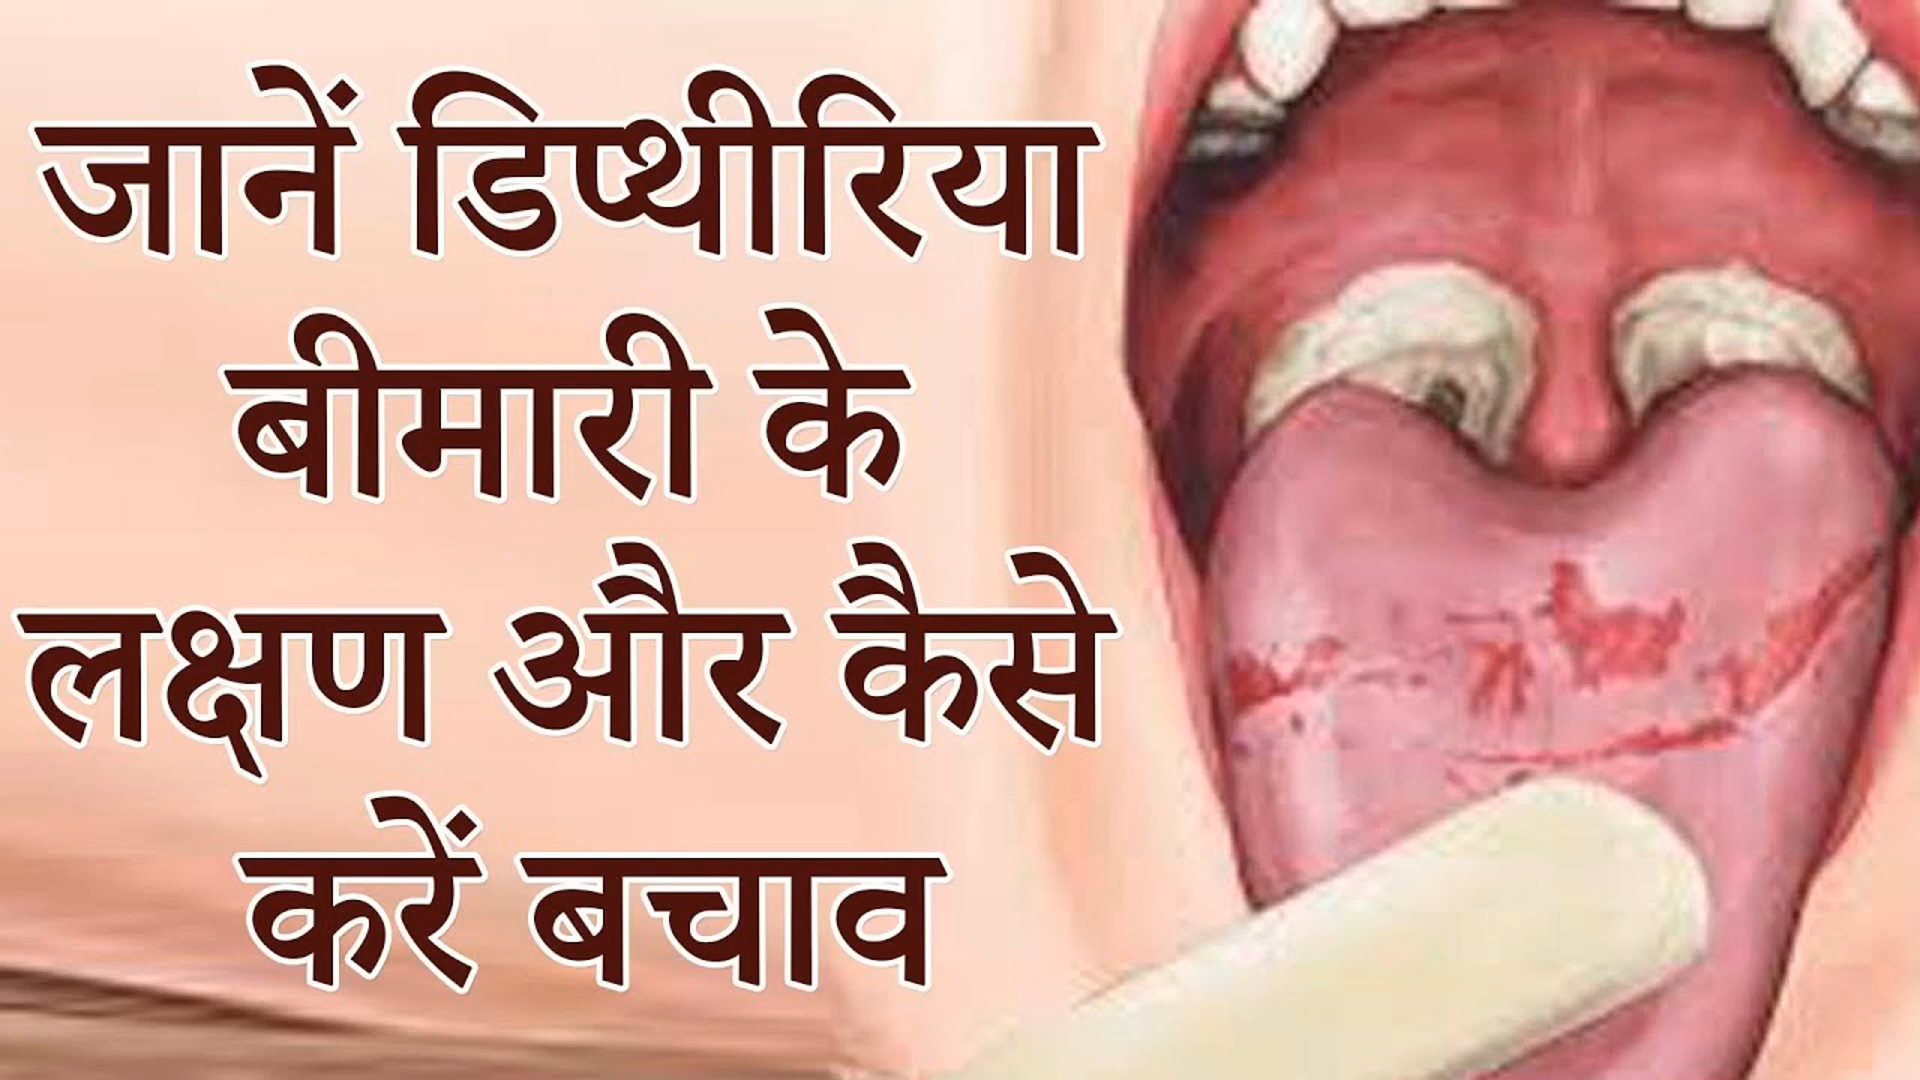 जानें डिप्थीरिया
बीमारी के
लक्षण और कैसे
करें बचाव